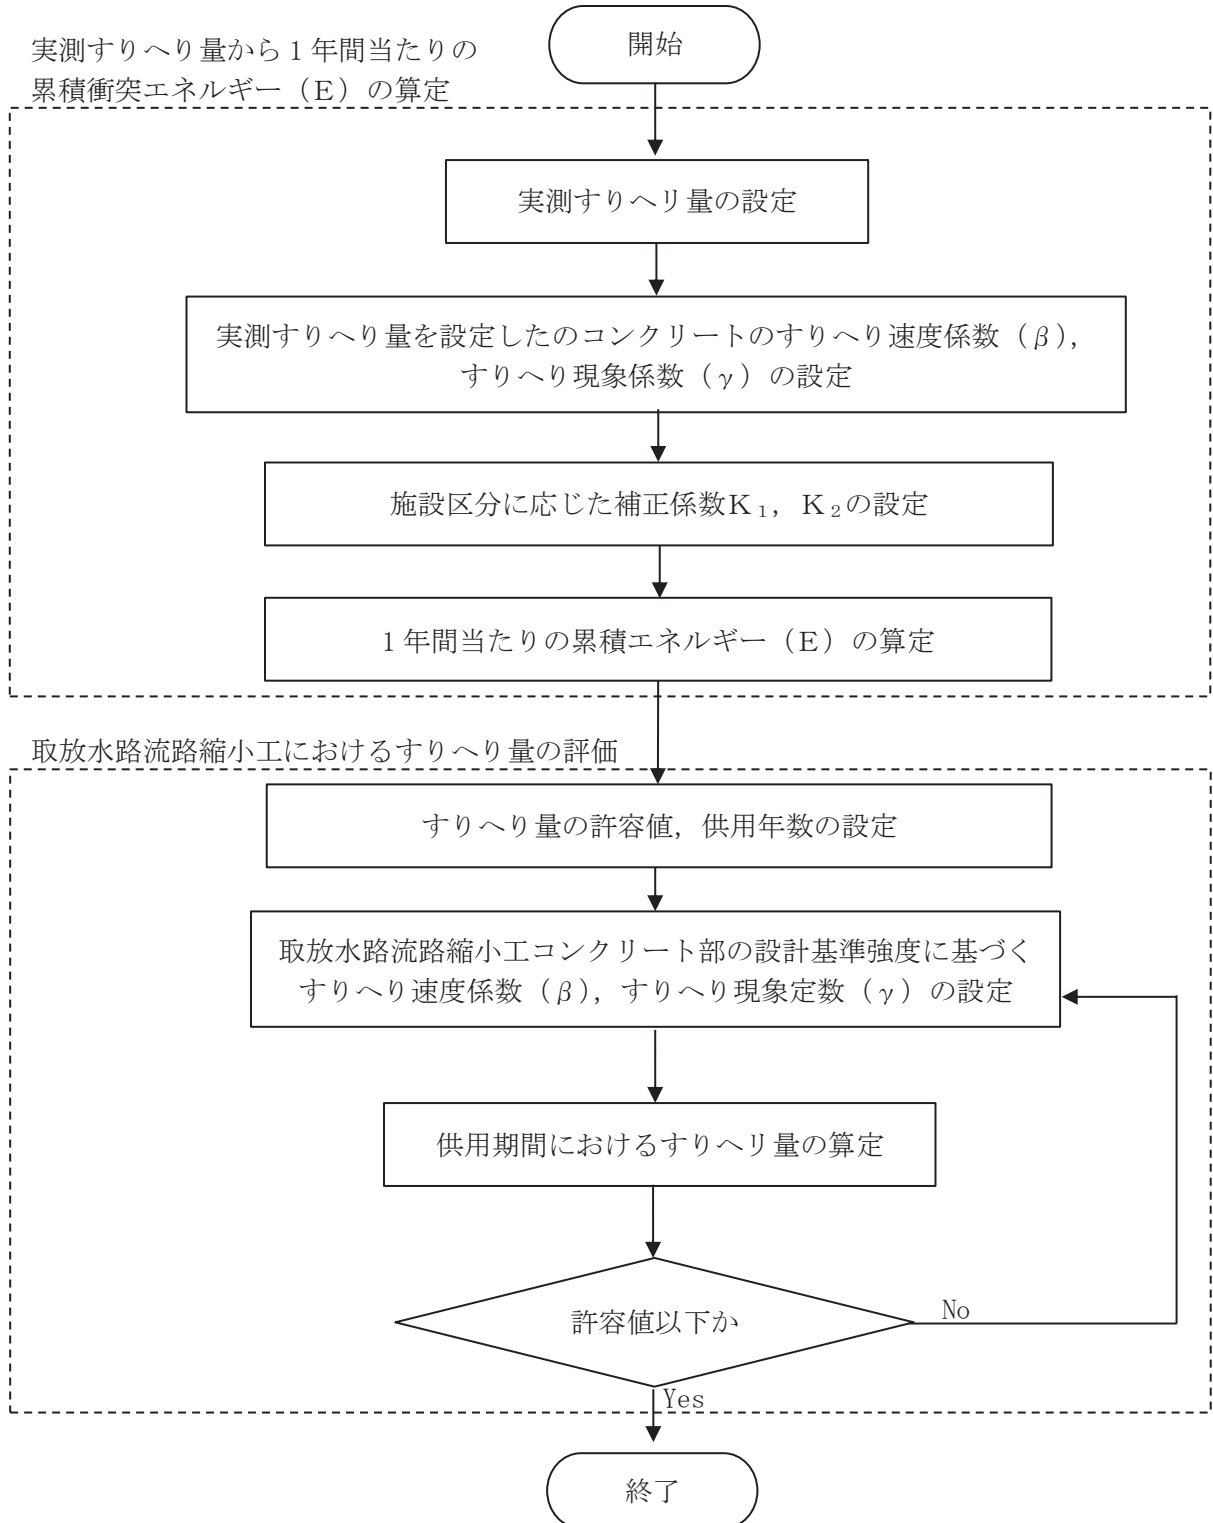 開始
実測すりへり量から1年間当たりの
累積衝突エネルギー（E）の算定
実測すりへリ量の設定
実測すりへり量を設定したのコンクリートのすりへり速度係数（β），
すりへり現象係数（γ）の設定
施設区分に応じた補正係数K₁，K₂の設定
1年間当たりの累積エネルギー（E）の算定
取放水路流路縮小工におけるすりへり量の評価
すりへり量の許容値，供用年数の設定
取放水路流路縮小工コンクリート部の設計基準強度に基づく
すりへり速度係数（β），すりへり現象定数（γ）の設定
供用期間におけるすりヘリ量の算定
許容値以下か
No
Yes
終了